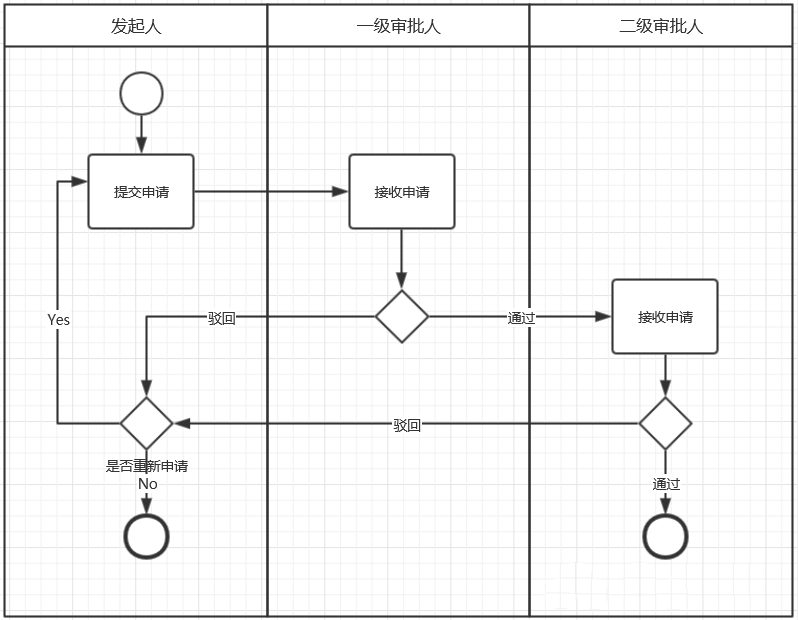 发起人
一级审批人
二级审批人
提交申请
接收申请
接收申请
驳回
通过
Yes
驳回
是否重新申请
No
通过